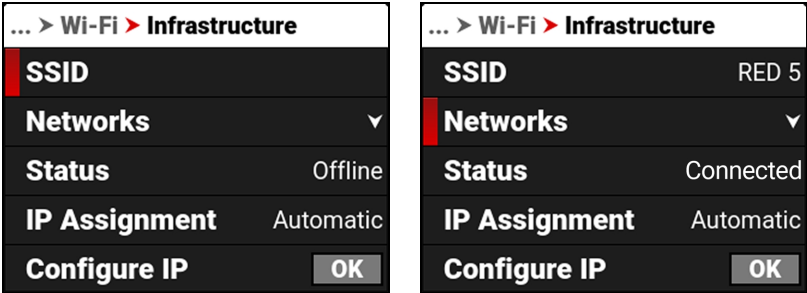 ... > Wi-Fi > Infrastructure
SSID
Networks
Status Offline
IP Assignment Automatic
Configure IP OK
... > Wi-Fi > Infrastructure
SSID RED 5
Networks
Status Connected
IP Assignment Automatic
Configure IP OK